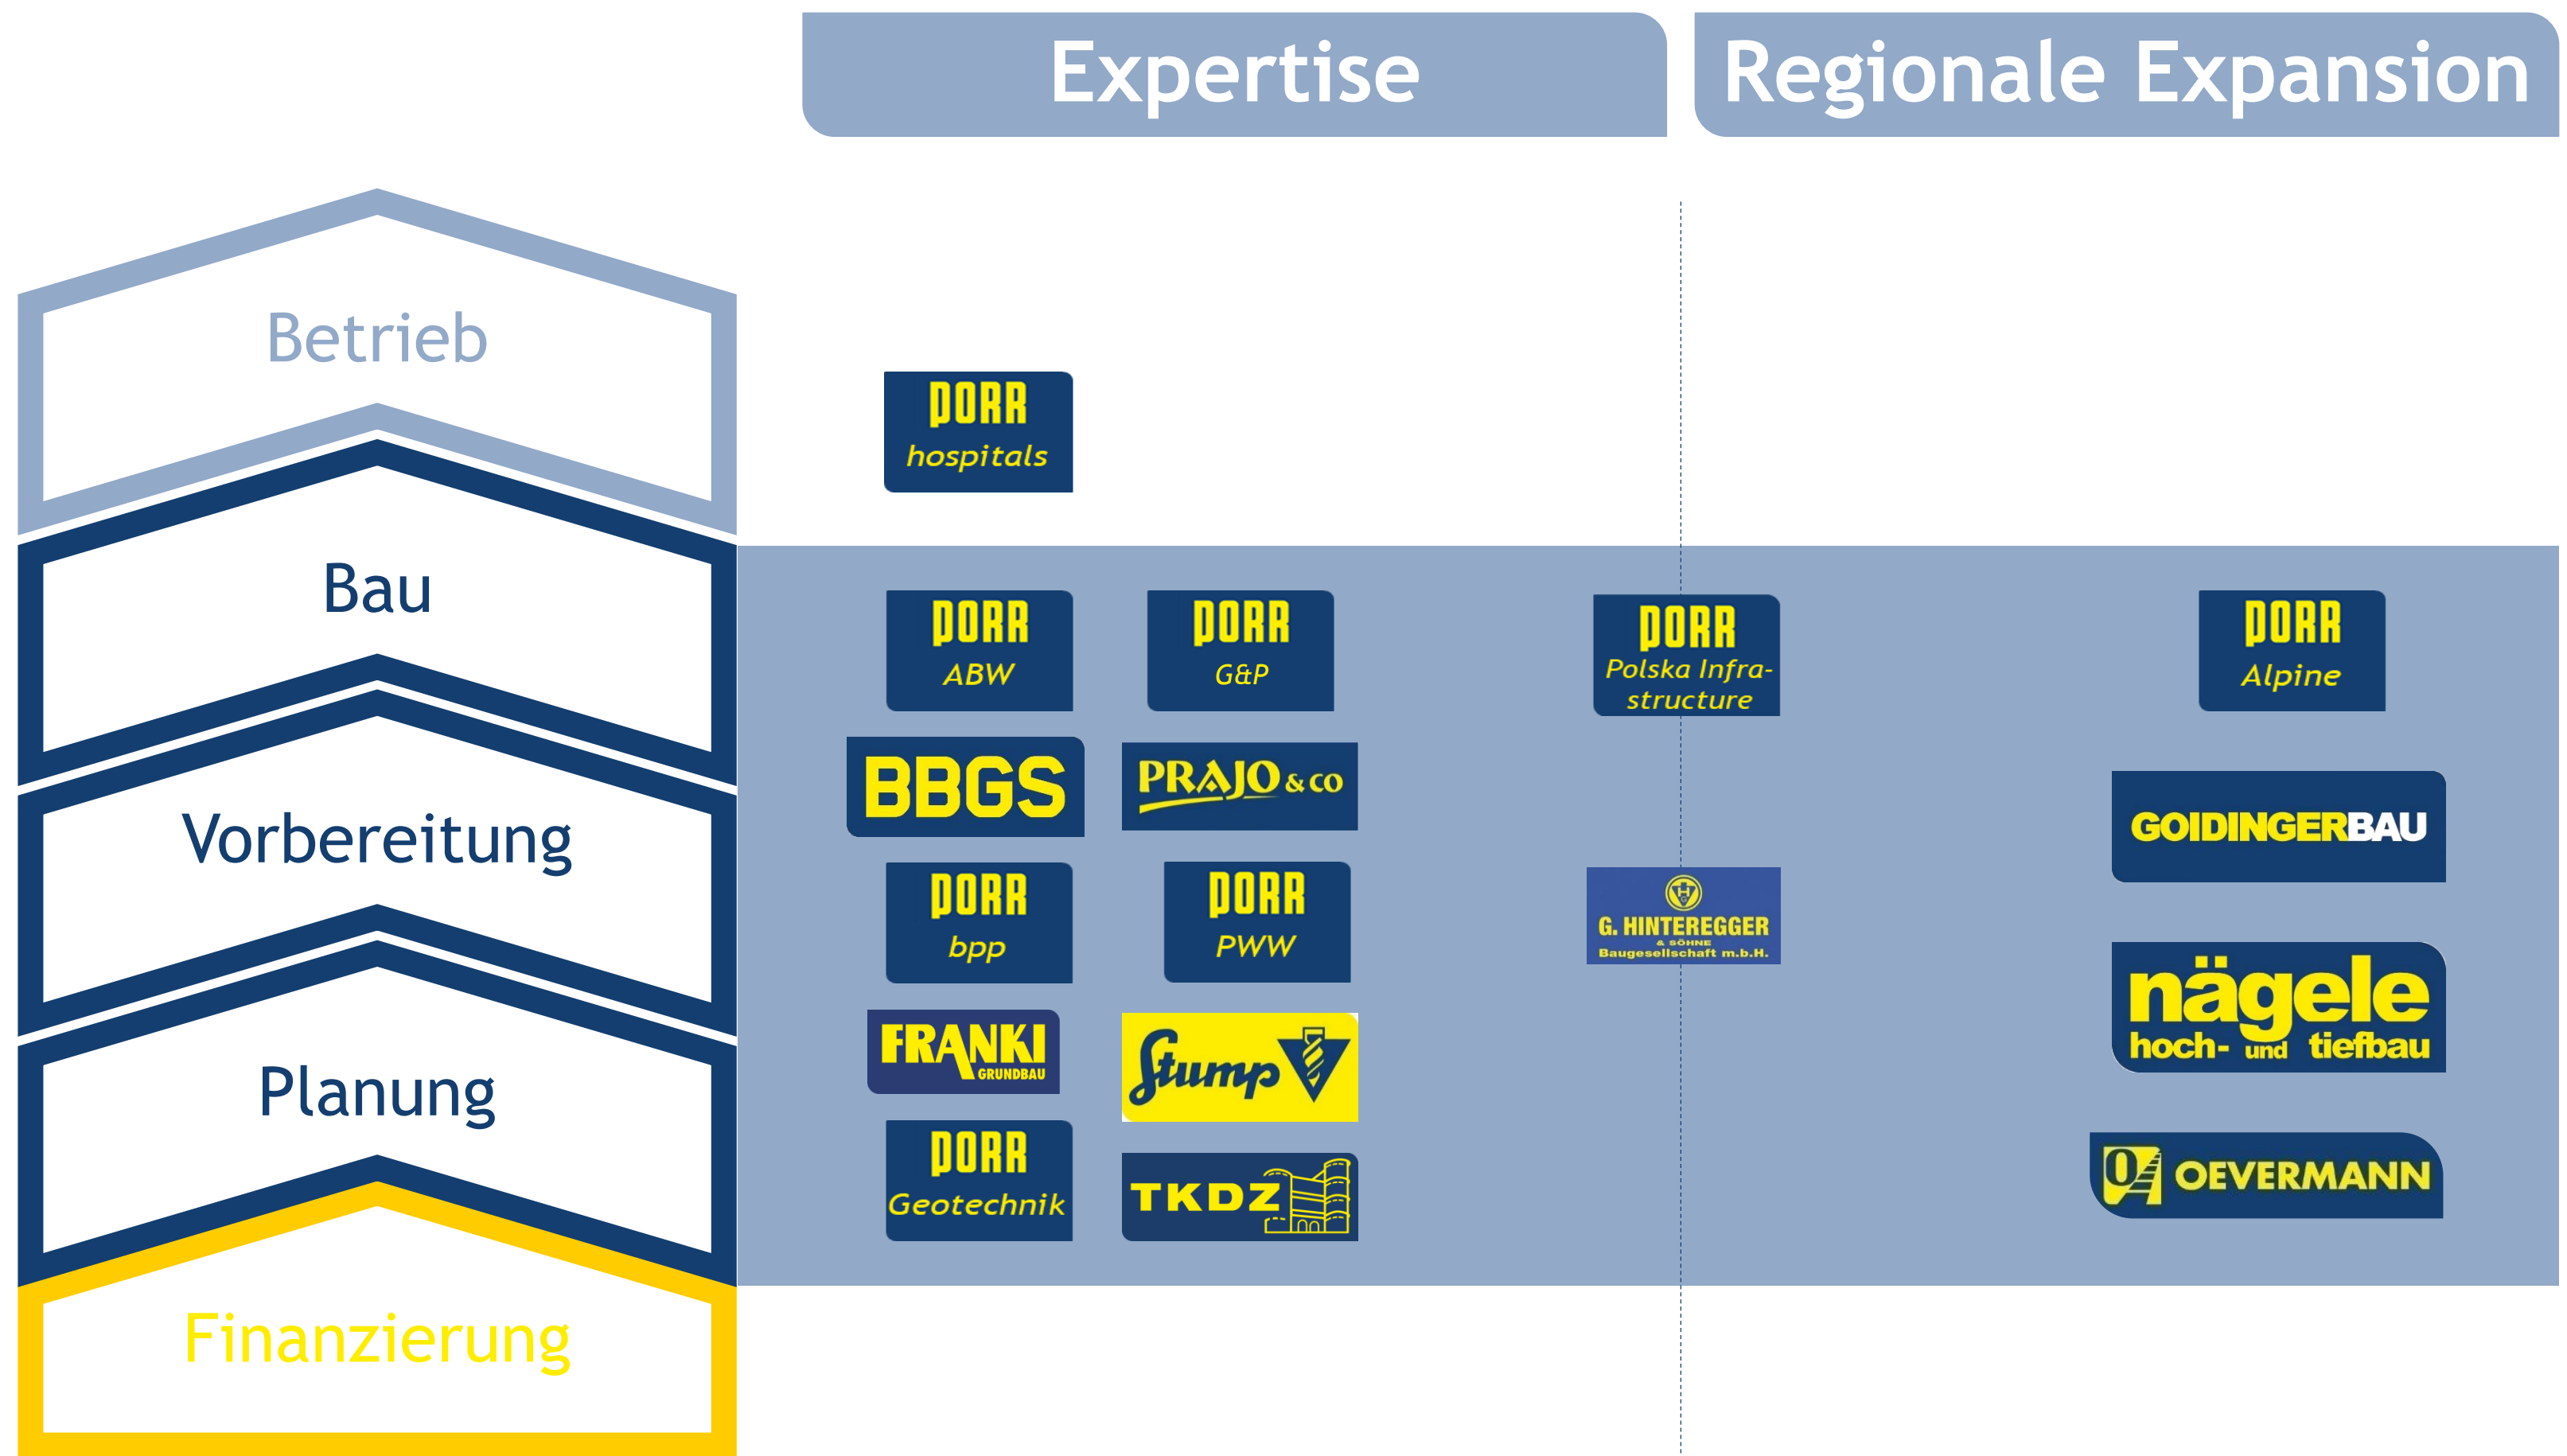 Expertise
Regionale Expansion
Betrieb
PORR
hospitals
Bau
PORR
ABW
PORR
G&P
PORR
Polska Infra-
structure
PORR
Alpine
BBGS
PRAJO & CO
GOIDINGERBAU
Vorbereitung
PORR
bpp
PORR
PWW
G. HINTEREGGER
& SÖHNE
Baugesellschaft m.b.H.
nägele
hoch- und tiefbau
Planung
FRANKI
GRUNDBAU
Stump
PORR
Geotechnik
TKDZ
OEVERMANN
Finanzierung